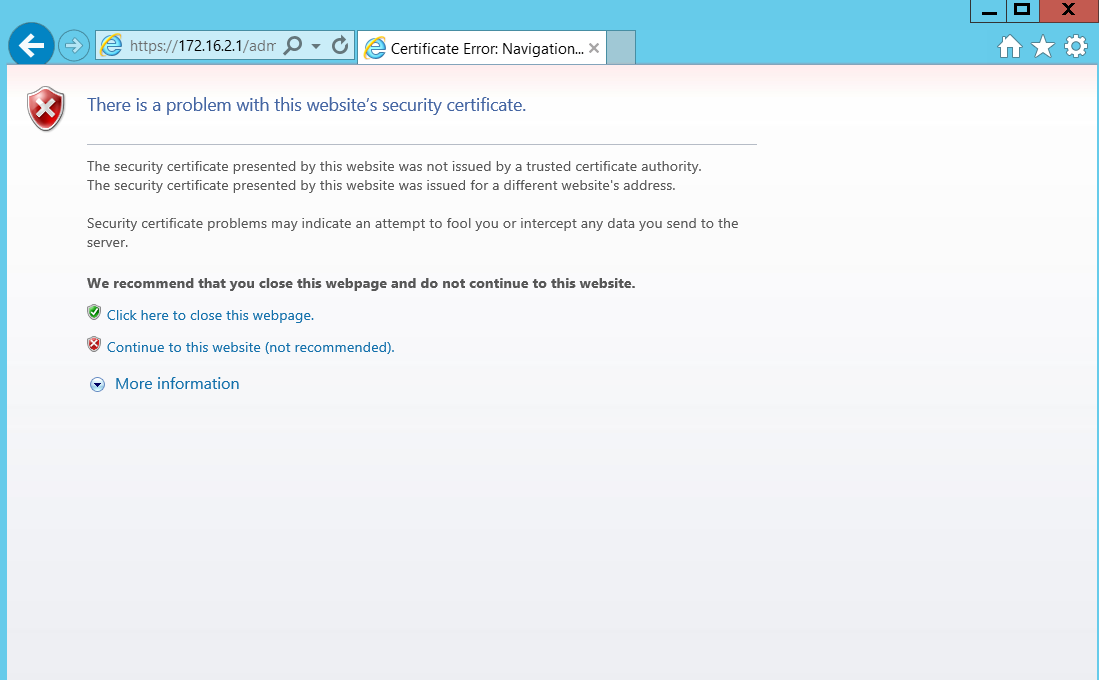 https://172.16.2.1/adm
Certificate Error: Navigation...
There is a problem with this website’s security certificate.
The security certificate presented by this website was not issued by a trusted certificate authority.
The security certificate presented by this website was issued for a different website's address.
Security certificate problems may indicate an attempt to fool you or intercept any data you send to the
server.
We recommend that you close this webpage and do not continue to this website.
Click here to close this webpage.
Continue to this website (not recommended).
More information